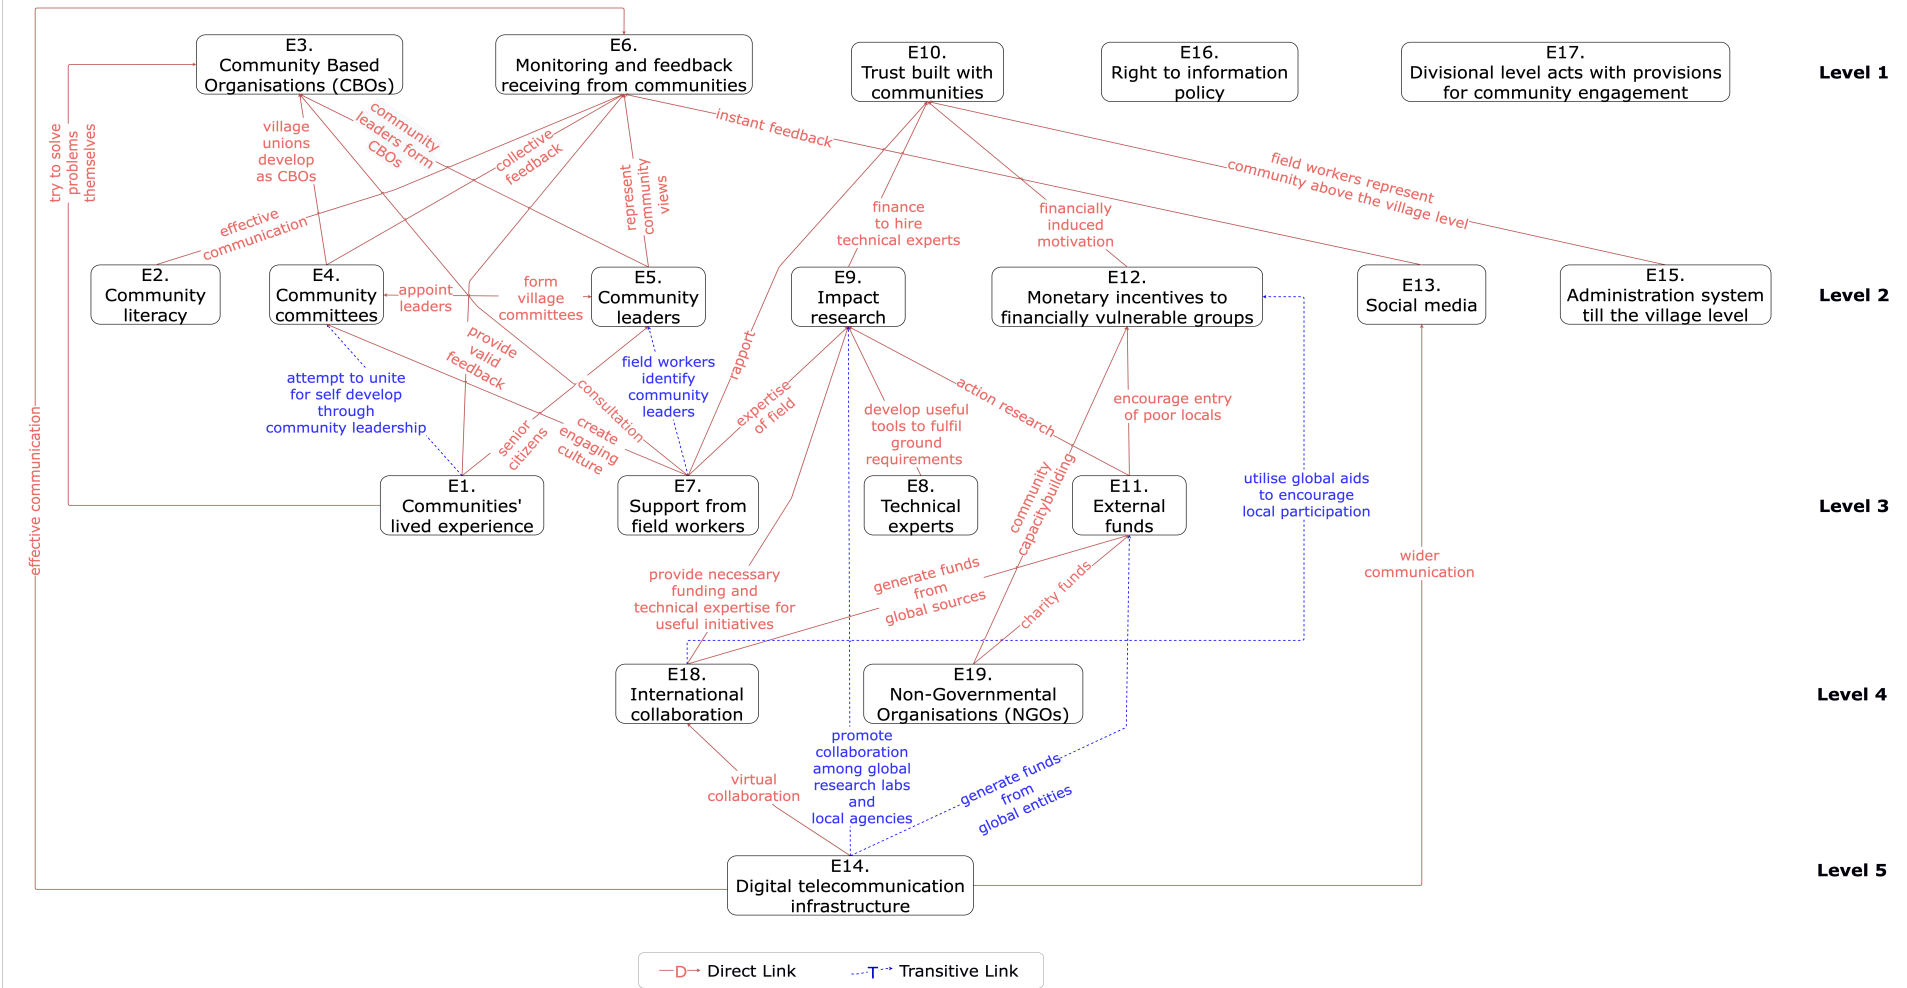 E3.
Community Based
Organisations (CBOs)
E6.
Monitoring and feedback
receiving from communities
E10.
Trust built with
communities
E16.
Right to information
policy
E17.
Divisional level acts with provisions
for community engagement
Level 1
try to solve
problems
themselves
village
unions
develop
as CBOs
community
leaders form
CBOs
collective
feedback
effective
communication
represent
community
views
instant feedback
finance
to hire
technical experts
financially
induced
motivation
field workers represent
community above the village level
E2.
Community
literacy
E4.
Community
committees
appoint
leaders
form
village
committees
E5.
Community
leaders
E9.
Impact
research
E12.
Monetary incentives to
financially vulnerable groups
E13.
Social media
E15.
Administration system
till the village level
Level 2
provide
valid
feedback
attempt to unite
for self develop
through
community leadership
field workers
identify
community
leaders
consultation
senior
citizens
create
engaging
culture
rapport
expertise
of field
develop useful
tools to fulfil
ground
requirements
action research
encourage entry
of poor locals
community
capacitybuilding
utilise global aids
to encourage
local participation
effective communication
E1.
Communities'
lived experience
E7.
Support from
field workers
E8.
Technical
experts
E11.
External
funds
Level 3
wider
communication
provide necessary
funding and
technical expertise for
useful initiatives
generate funds
from
global sources
charity funds
E18.
International
collaboration
E19.
Non-Governmental
Organisations (NGOs)
Level 4
virtual
collaboration
promote
collaboration
among global
research labs
and
local agencies
generate funds
from
global entities
E14.
Digital telecommunication
infrastructure
Level 5
D Direct Link
T Transitive Link